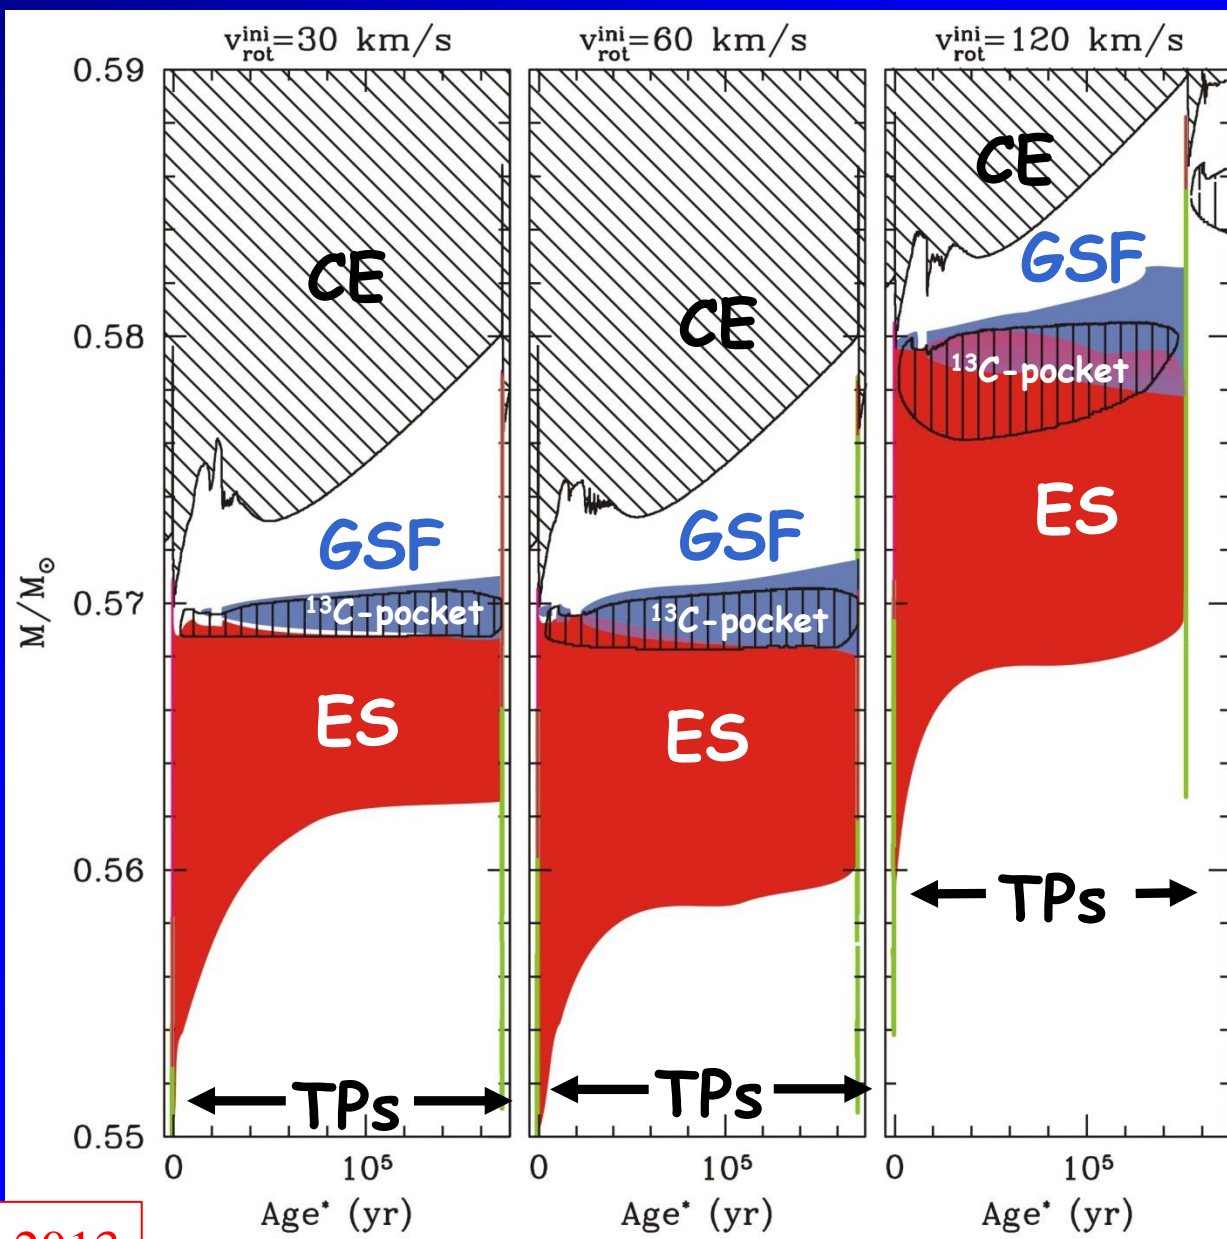 v_rot^ini=30 km/s
v_rot^ini=60 km/s
v_rot^ini=120 km/s
0.59
0.58
0.57
0.56
0.55
M/M⊙
CE
GSF
¹³C-pocket
ES
TPs
0
10⁵
Age* (yr)
CE
GSF
¹³C-pocket
ES
TPs
0
10⁵
Age* (yr)
CE
GSF
¹³C-pocket
ES
TPs
0
10⁵
Age* (yr)
2013